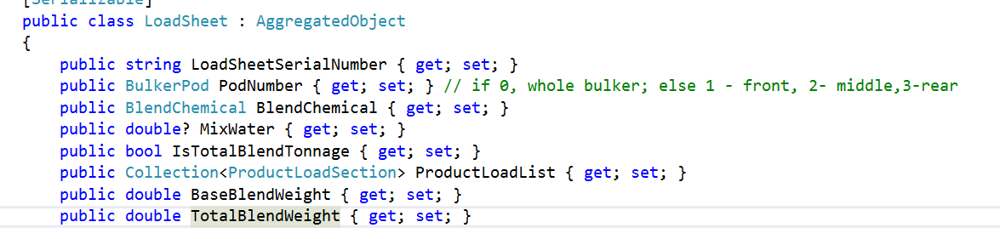 [Serializable]
public class LoadSheet : AggregatedObject
{
public string LoadSheetSerialNumber { get; set; }
public BulkerPod PodNumber { get; set; } // if 0, whole bulker; else 1 - front, 2- middle,3-rear
public BlendChemical BlendChemical { get; set; }
public double? MixWater { get; set; }
public bool IsTotalBlendTonnage { get; set; }
public Collection<ProductLoadSection> ProductLoadList { get; set; }
public double BaseBlendWeight { get; set; }
public double TotalBlendWeight { get; set; }